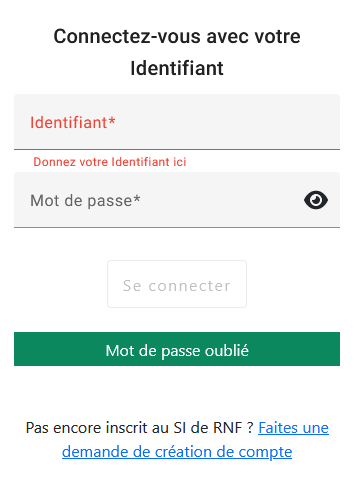 Connectez-vous avec votre
Identifiant
Identifiant*
Donnez votre Identifiant ici
Mot de passe*
Se connecter
Mot de passe oublié
Pas encore inscrit au SI de RNF ? Faites une
demande de création de compte